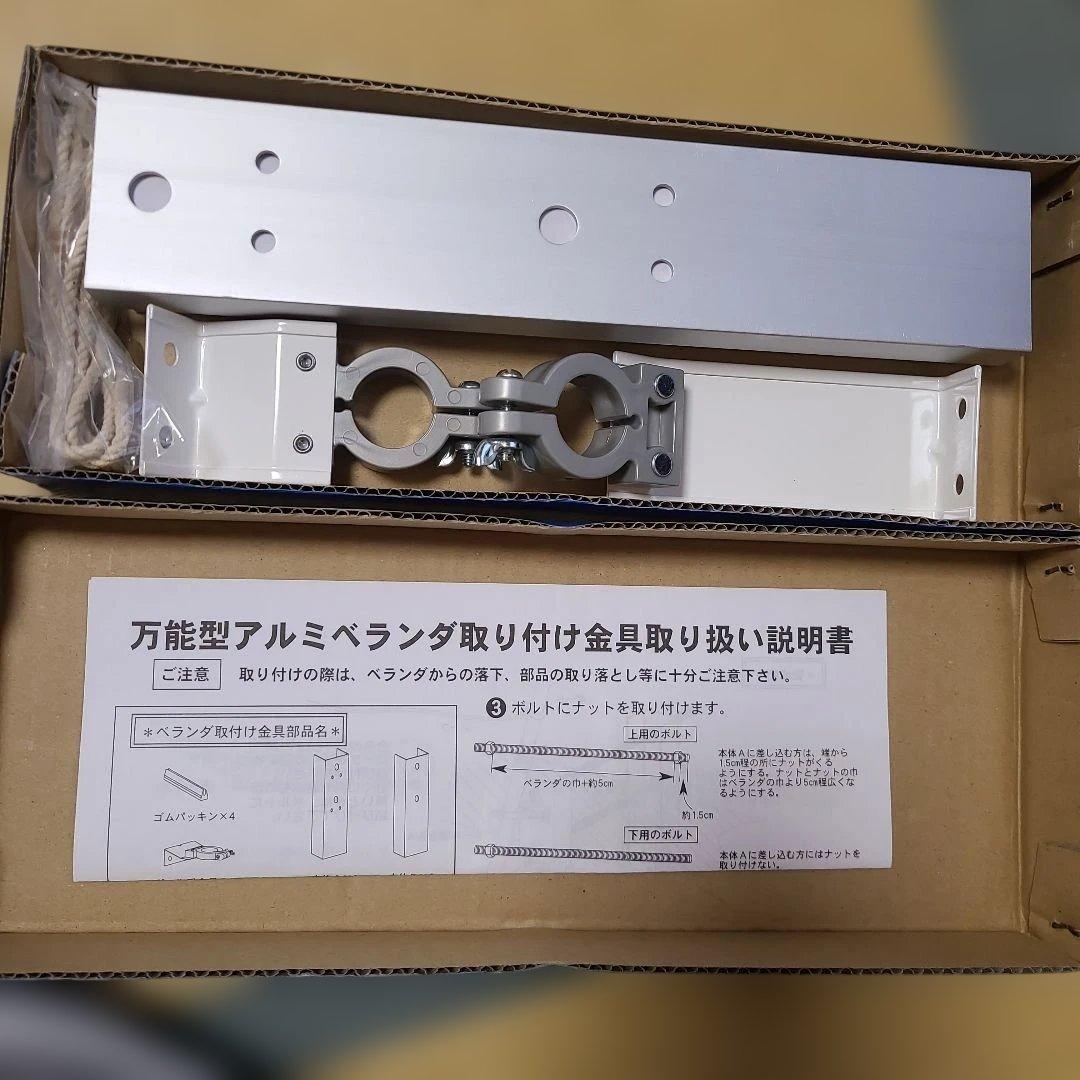 万能型アルミベランダ取り付け金具取り扱い説明書
ご注意 取り付けの際は、ベランダからの落下、部品の取り落とし等に十分ご注意下さい。
＊ベランダ取付け金具部品名＊
ゴムパッキン×4
❸ ボルトにナットを取り付けます。
上用のボルト
ベランダの巾+約5cm
約1.5cm
本体Ａに差し込む方は、端から
1.5cm程の所にナットがくる
ようにする。ナットとナットの巾
はベランダの巾より5cm程広くな
るようにする。
下用のボルト
本体Ａに差し込む方にはナットを
取り付けない。